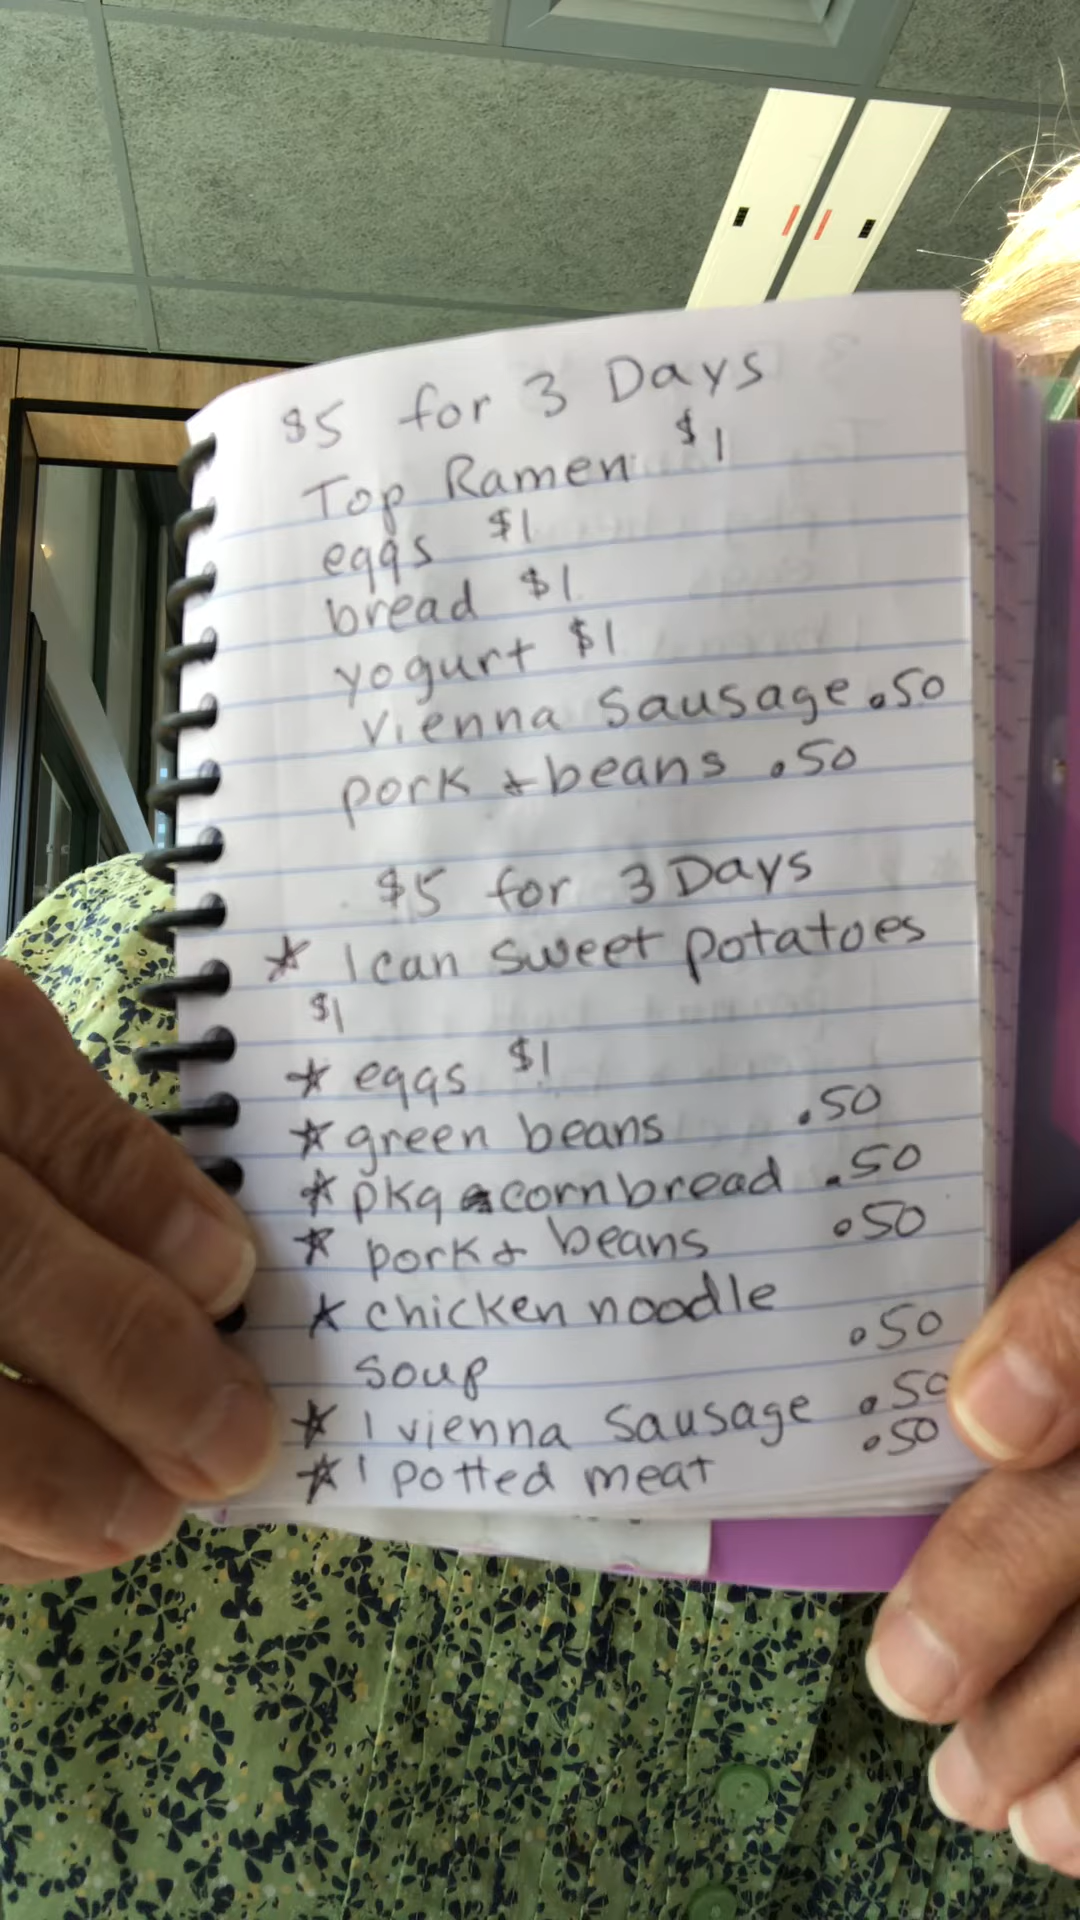 $5 for 3 Days
Top Ramen $1
eggs $1
bread $1
yogurt $1
Vienna Sausage .50
pork & beans .50
$5 for 3 Days
* 1 can sweet potatoes
$1
* eggs $1
* green beans .50
* pkg cornbread .50
* pork & beans .50
* chicken noodle
soup .50
* 1 vienna Sausage .50
* 1 potted meat .50